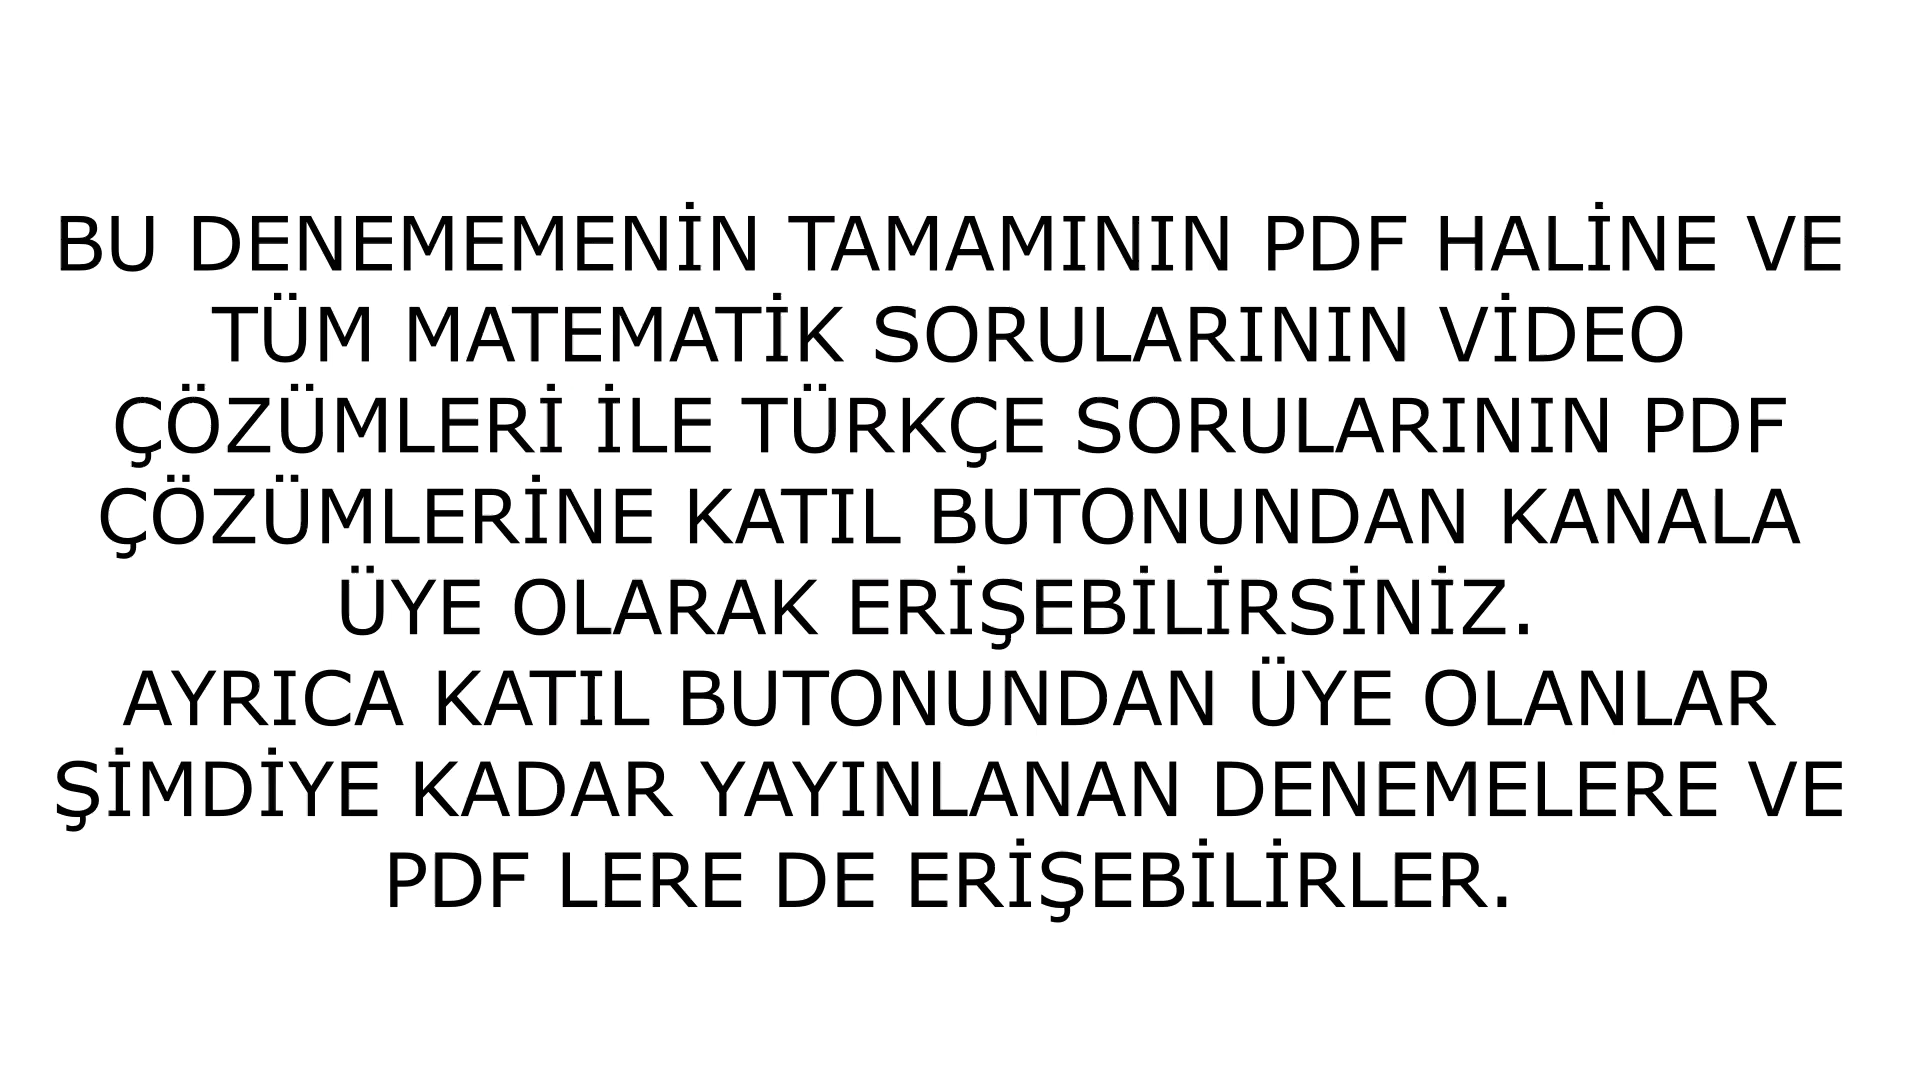 BU DENEMEMENİN TAMAMININ PDF HALİNE VE
TÜM MATEMATİK SORULARININ VİDEO
ÇÖZÜMLERİ İLE TÜRKÇE SORULARININ PDF
ÇÖZÜMLERİNE KATIL BUTONUNDAN KANALA
ÜYE OLARAK ERİŞEBİLİRSİNİZ.
AYRICA KATIL BUTONUNDAN ÜYE OLANLAR
ŞİMDİYE KADAR YAYINLANAN DENEMELERE VE
PDF LERE DE ERİŞEBİLİRLER.